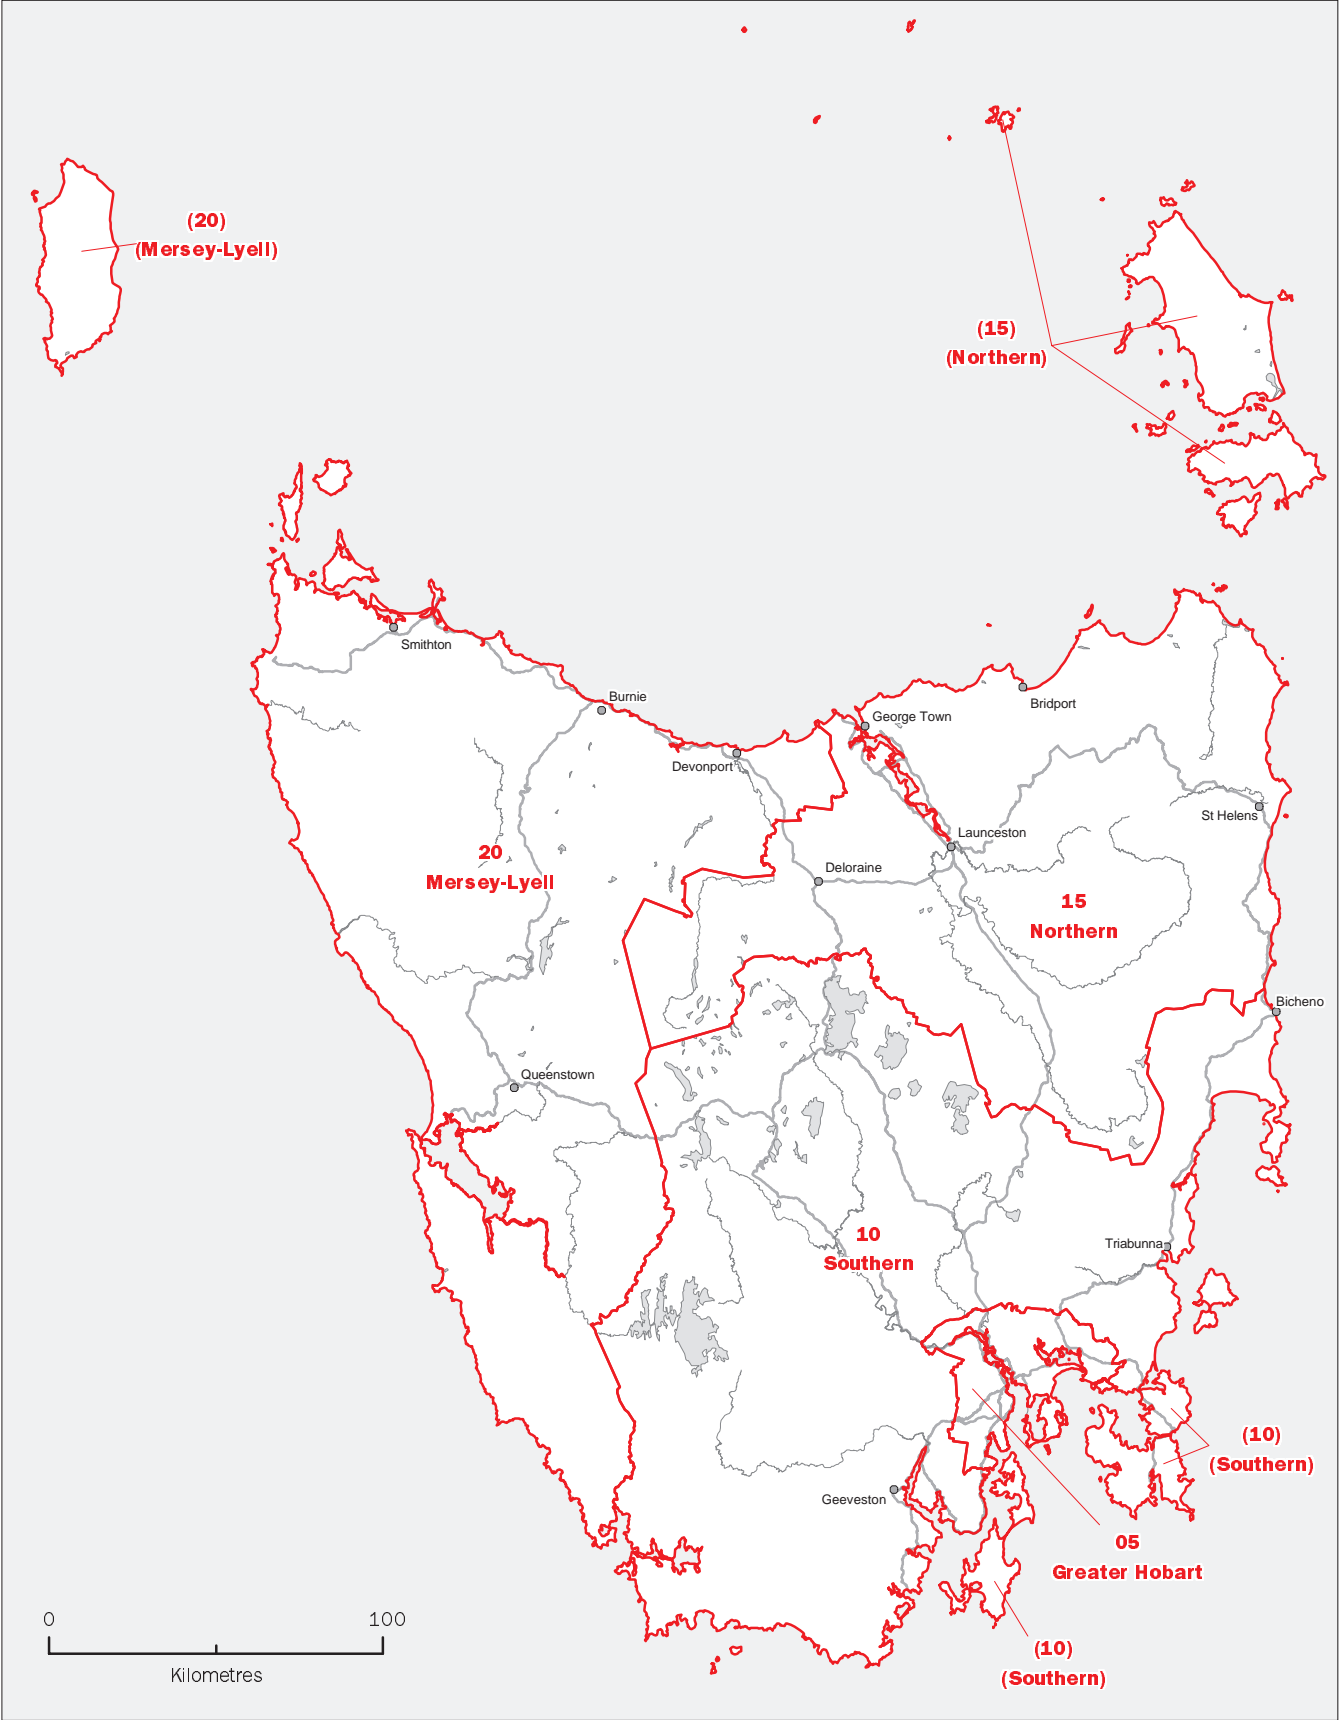 (20)
(Mersey-Lyell)
(15)
(Northern)
Smithton
Burnie
Bridport
George Town
Devonport
St Helens
Launceston
20
Mersey-Lyell
Deloraine
15
Northern
Bicheno
Queenstown
10
Southern
Triabunna
(10)
(Southern)
Geeveston
05
Greater Hobart
0 100
Kilometres
(10)
(Southern)